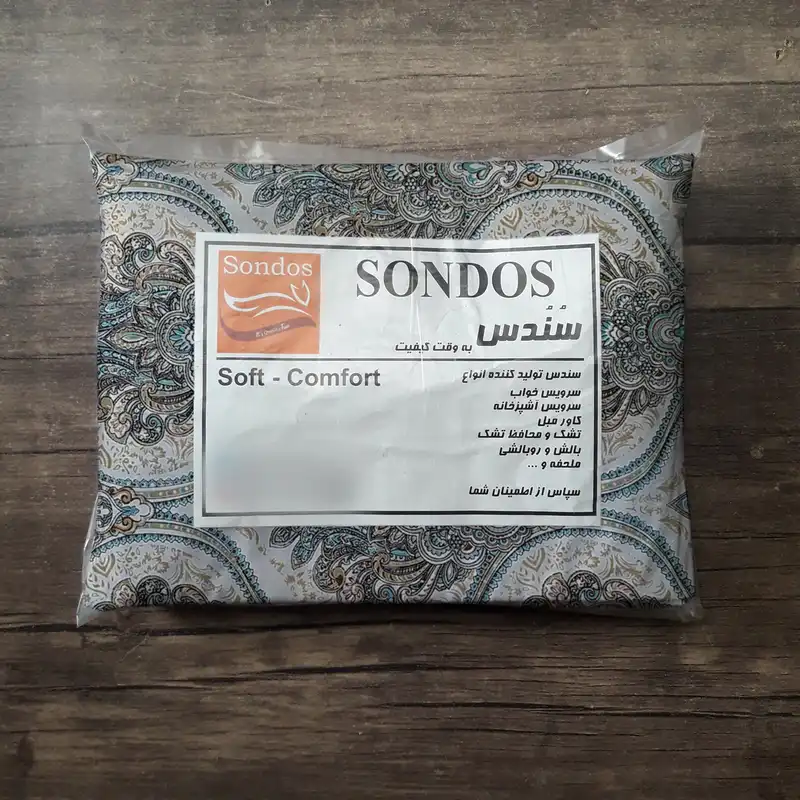 Sondos
SONDOS
سُندُس
به وقت کیفیت
Soft - Comfort
سندس تولید کننده انواع
سرویس خواب
سرویس آشپزخانه
کاور مبل
تشک و محافظ تشک
بالش و روبالشی
ملحفه و ...
سپاس از اطمینان شما